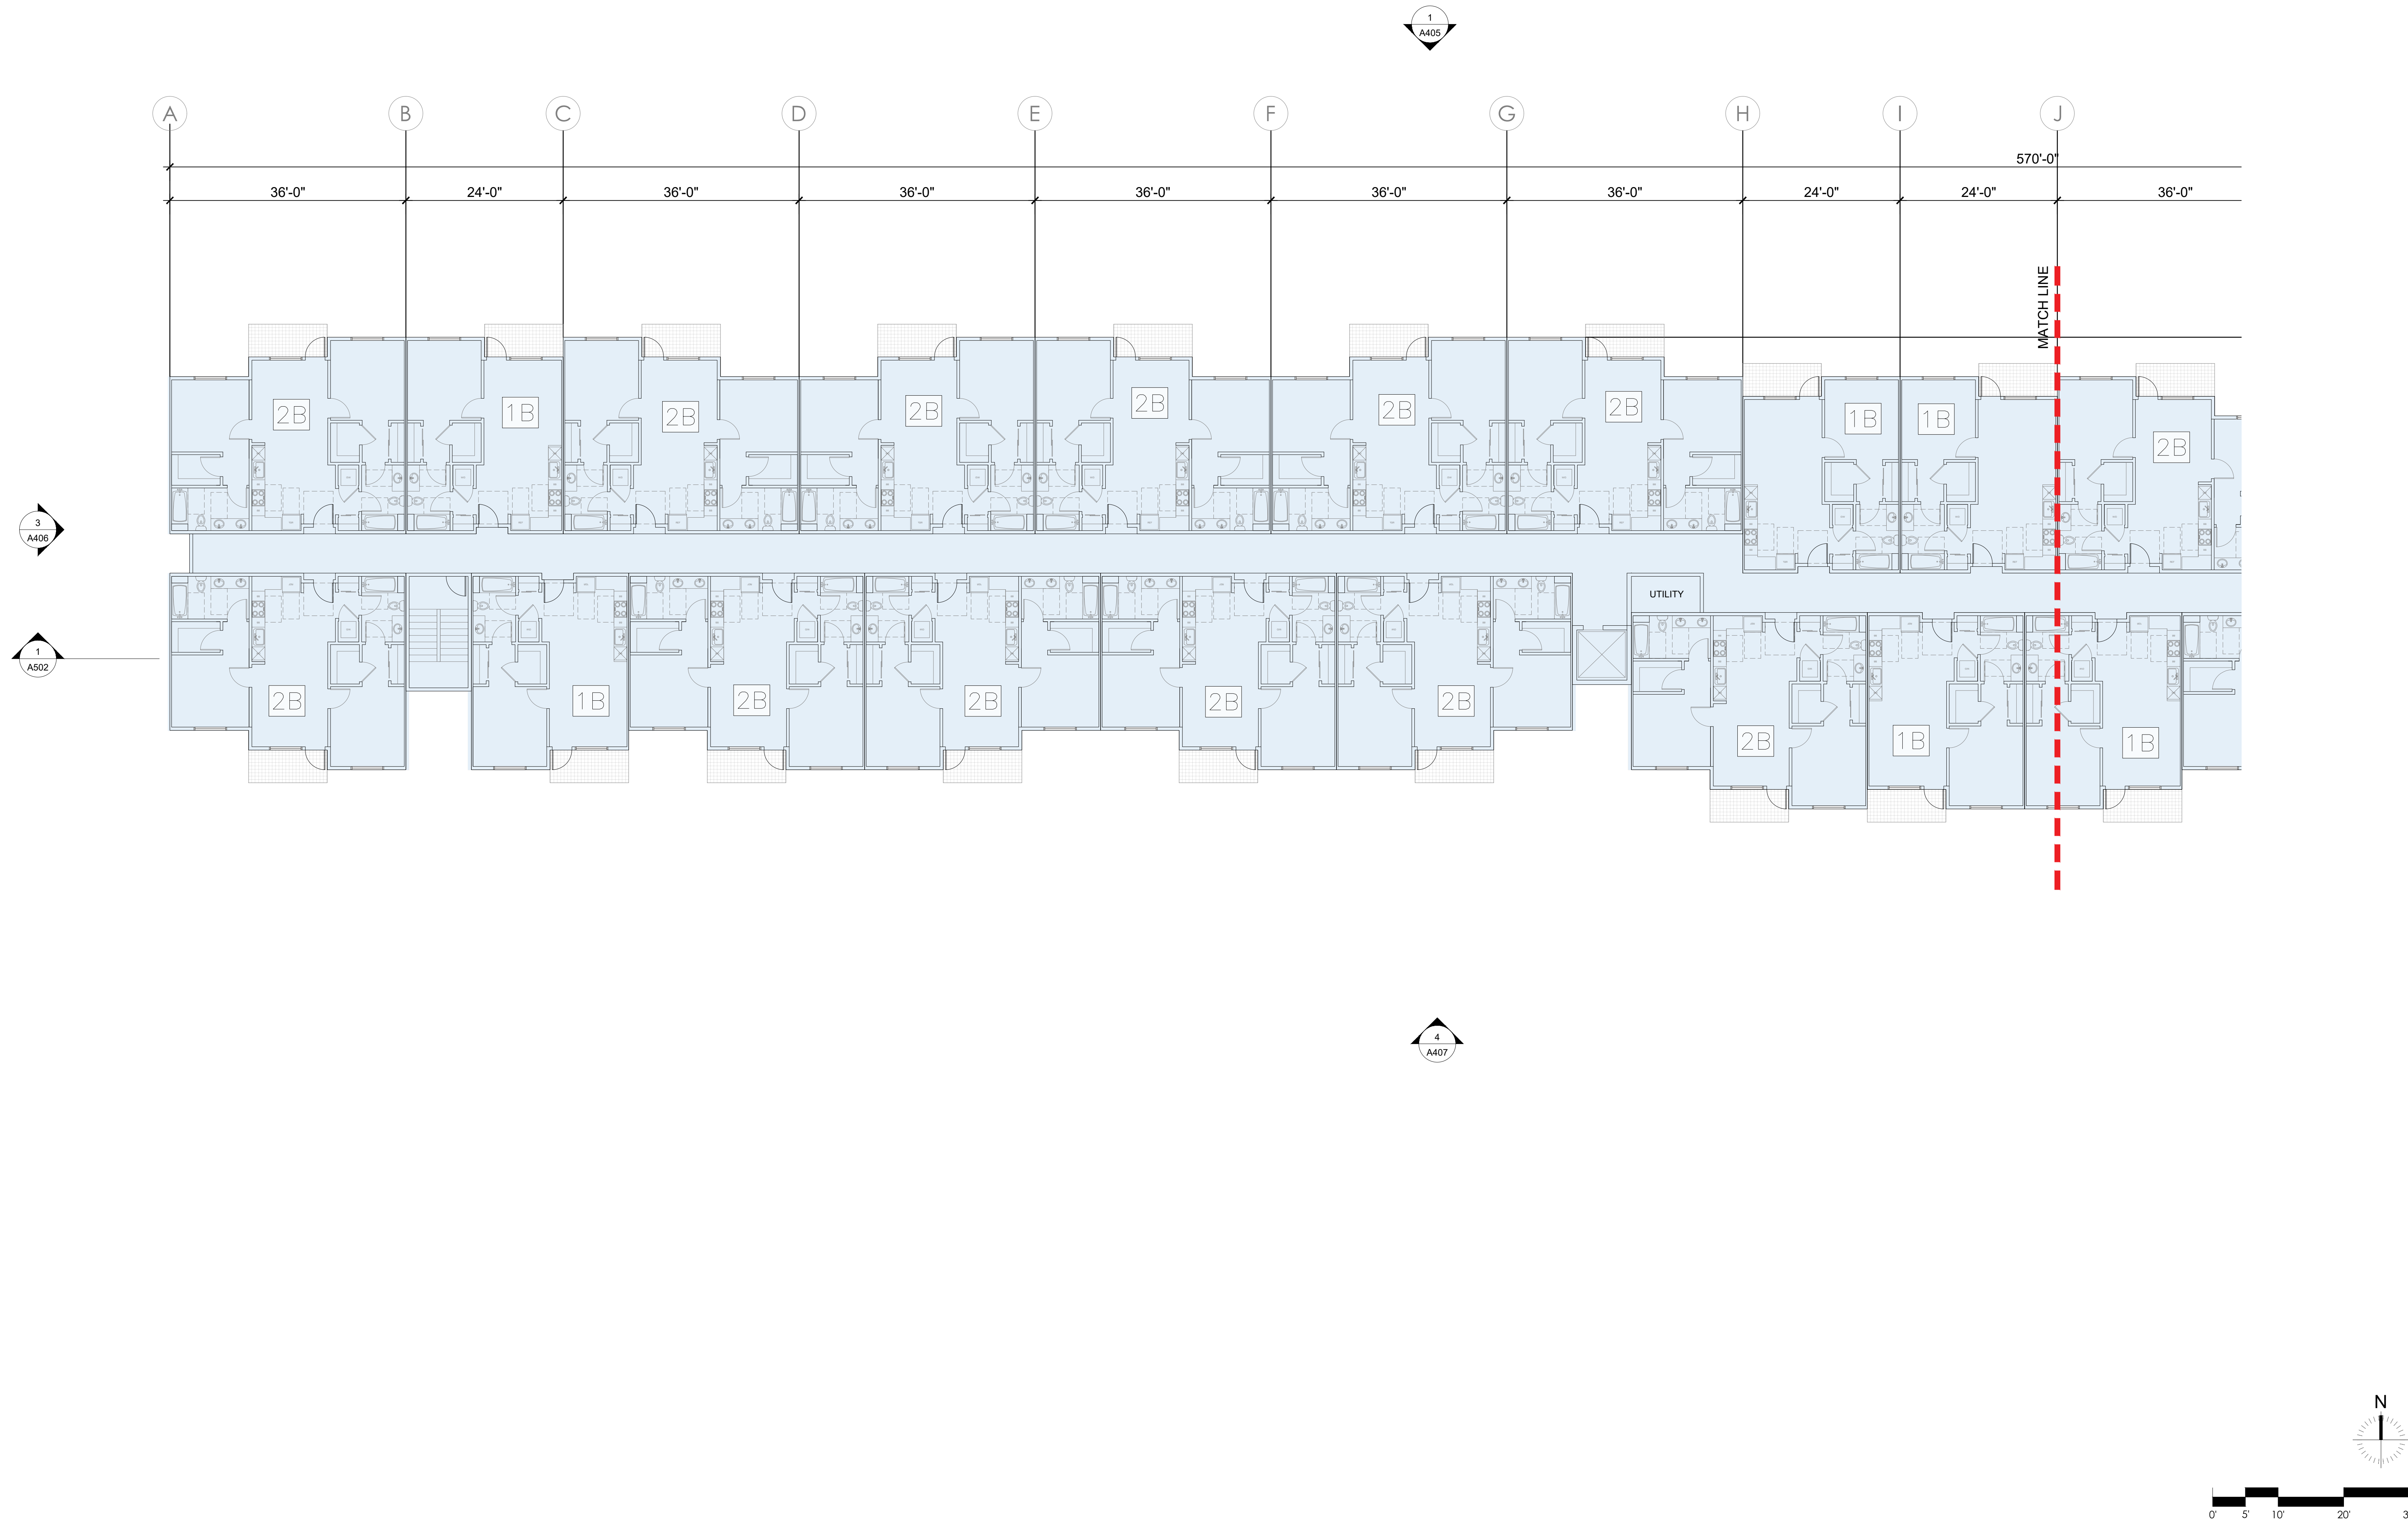 1
A405
A B C D E F G H I J
570'-0"
36'-0" 24'-0" 36'-0" 36'-0" 36'-0" 36'-0" 36'-0" 24'-0" 24'-0" 36'-0"
MATCH LINE
2B 1B 2B 2B 2B 2B 2B 1B 1B 2B
3
A406
UTILITY
1
A502
2B 1B 2B 2B 2B 2B 2B 1B 1B
4
A407
N
0' 5' 10' 20'